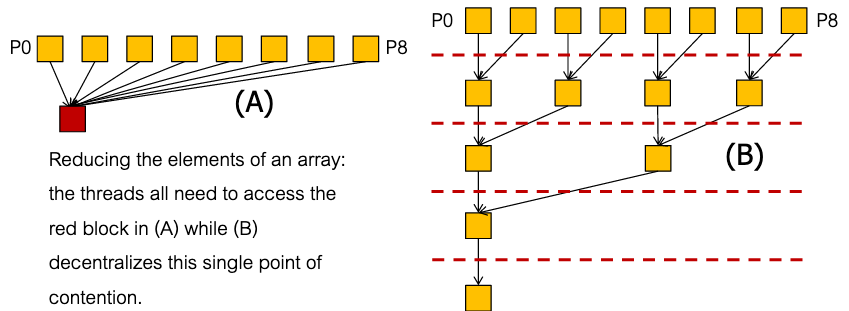 P0
P8
(A)
Reducing the elements of an array:
the threads all need to access the
red block in (A) while (B)
decentralizes this single point of
contention.
P0
P8
(B)